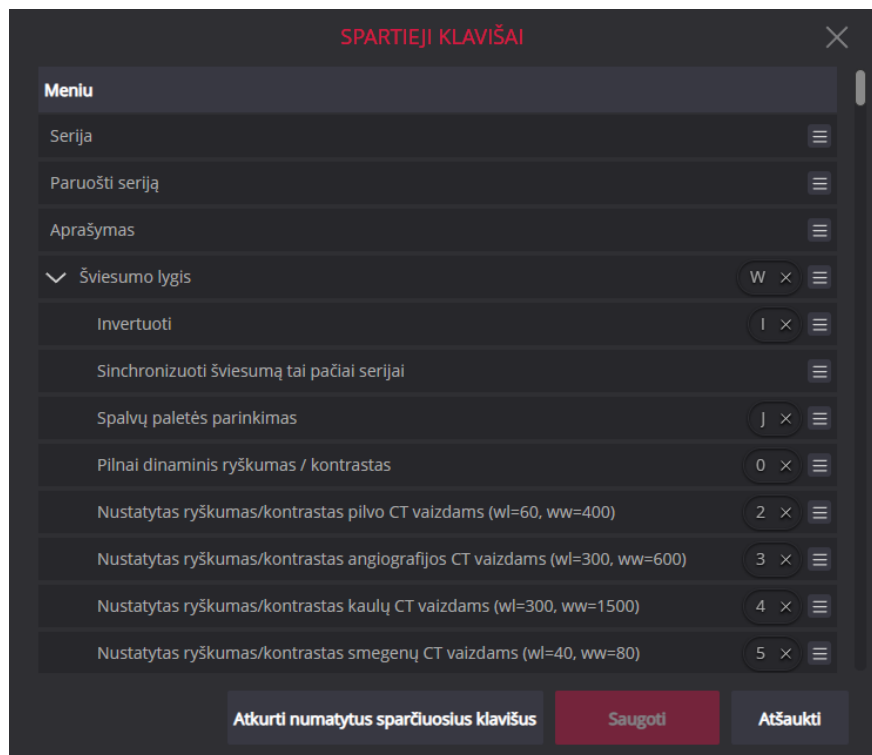 SPARTIEJI KLAVIŠAI
Meniu
Serija
Paruošti seriją
Aprašymas
Šviesumo lygis W
Invertuoti I
Sinchronizuoti šviesumą tai pačiai serijai
Spalvų paletės parinkimas J
Pilnai dinaminis ryškumas / kontrastas 0
Nustatytas ryškumas/kontrastas pilvo CT vaizdams (wl=60, ww=400) 2
Nustatytas ryškumas/kontrastas angiografijos CT vaizdams (wl=300, ww=600) 3
Nustatytas ryškumas/kontrastas kaulų CT vaizdams (wl=300, ww=1500) 4
Nustatytas ryškumas/kontrastas smegenų CT vaizdams (wl=40, ww=80) 5
Atkurti numatytus sparčiuosius klavišus Saugoti Atšaukti